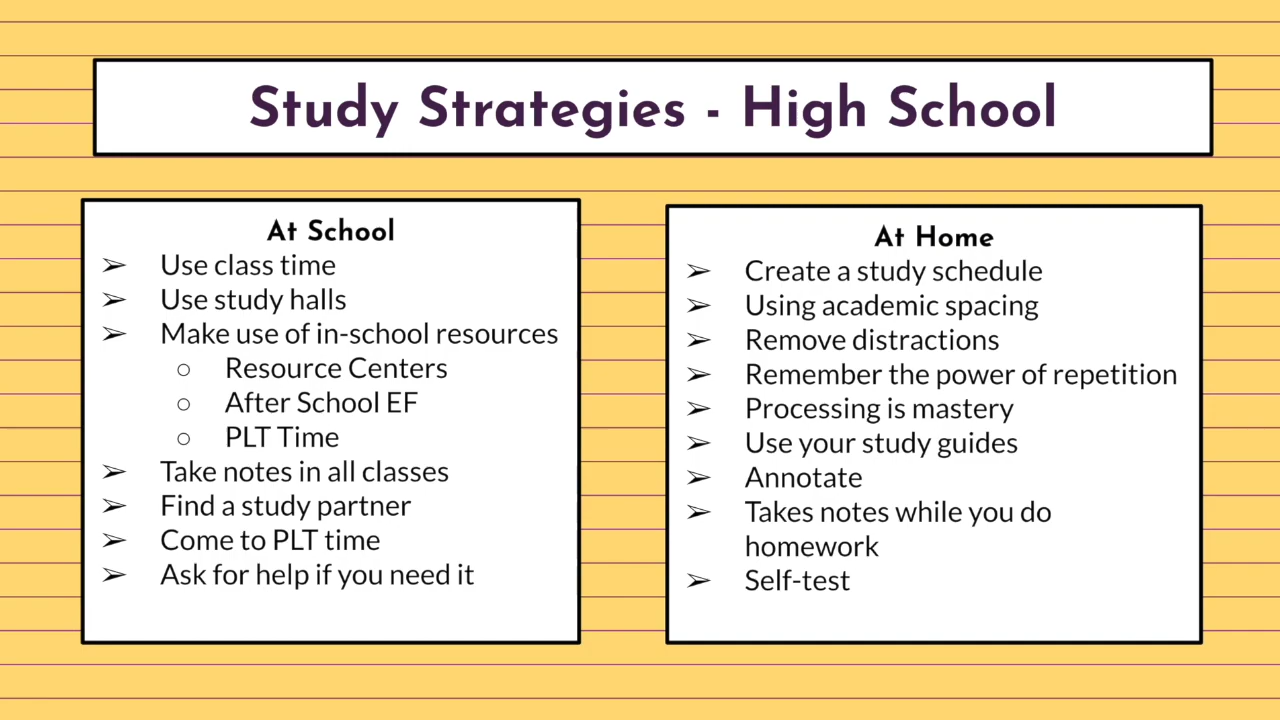 Study Strategies - High School
At School
➢ Use class time
➢ Use study halls
➢ Make use of in-school resources
○ Resource Centers
○ After School EF
○ PLT Time
➢ Take notes in all classes
➢ Find a study partner
➢ Come to PLT time
➢ Ask for help if you need it
At Home
➢ Create a study schedule
➢ Using academic spacing
➢ Remove distractions
➢ Remember the power of repetition
➢ Processing is mastery
➢ Use your study guides
➢ Annotate
➢ Takes notes while you do
homework
➢ Self-test